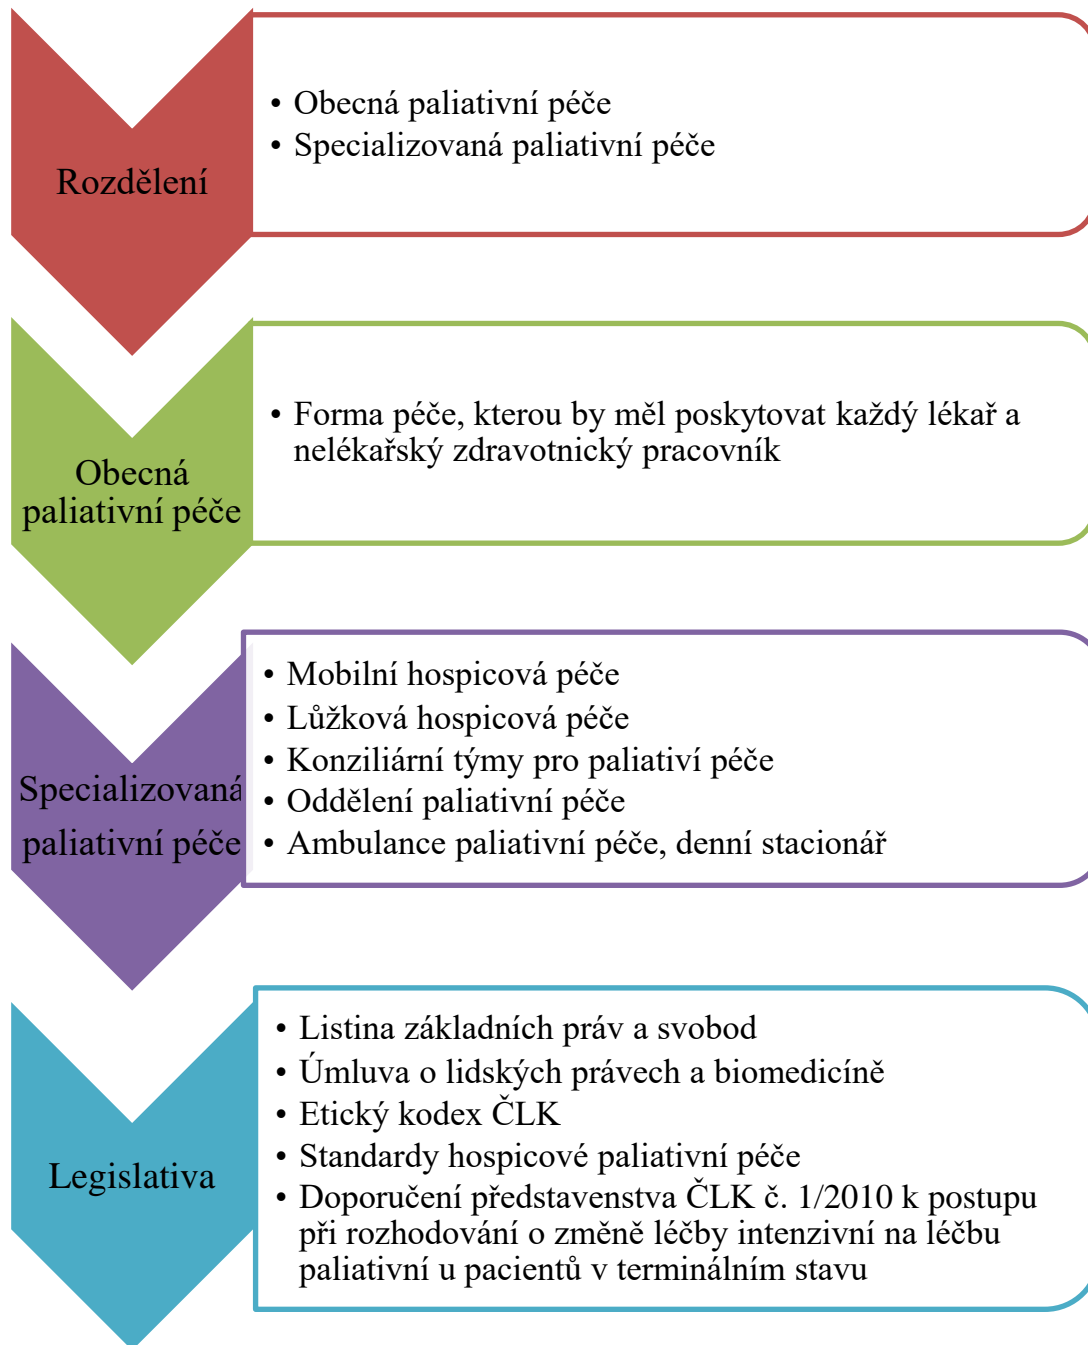 Rozdělení
• Obecná paliativní péče
• Specializovaná paliativní péče
Obecná
paliativní péče
• Forma péče, kterou by měl poskytovat každý lékař a
nelékařský zdravotnický pracovník
Specializovaná
paliativní péče
• Mobilní hospicová péče
• Lůžková hospicová péče
• Konziliární týmy pro paliativí péče
• Oddělení paliativní péče
• Ambulance paliativní péče, denní stacionář
Legislativa
• Listina základních práv a svobod
• Úmluva o lidských právech a biomedicíně
• Etický kodex ČLK
• Standardy hospicové paliativní péče
• Doporučení představenstva ČLK č. 1/2010 k postupu
při rozhodování o změně léčby intenzivní na léčbu
paliativní u pacientů v terminálním stavu